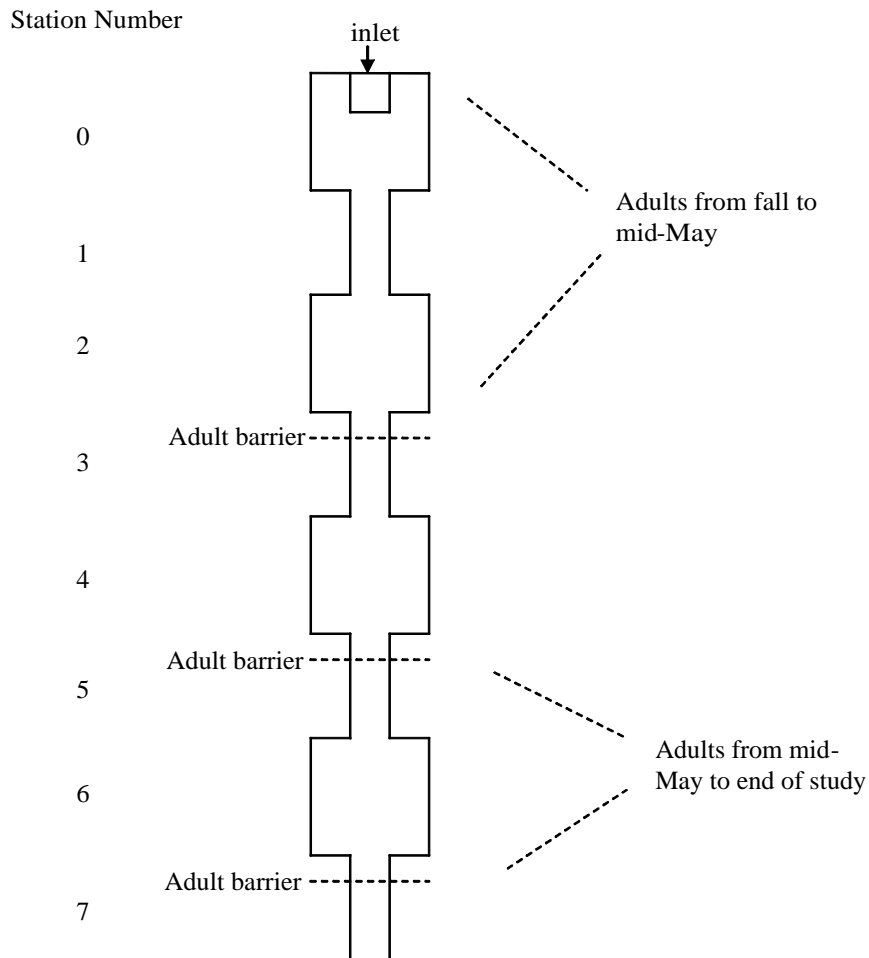 Station Number
inlet
0
Adults from fall to
mid-May
1
2
Adult barrier
3
4
Adult barrier
5
Adults from mid-
May to end of study
6
Adult barrier
7